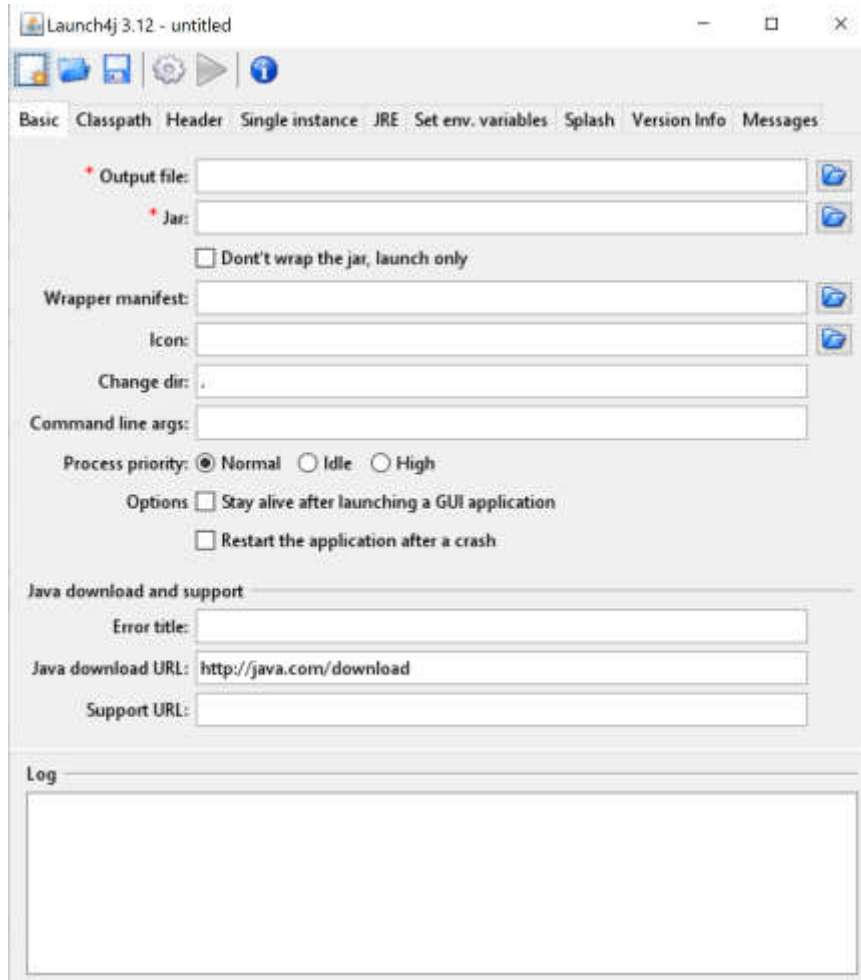 Launch4j 3.12 - untitled
Basic Classpath Header Single instance JRE Set env. variables Splash Version Info Messages
* Output file:
* Jar:
Dont't wrap the jar, launch only
Wrapper manifest:
Icon:
Change dir: .
Command line args:
Process priority: Normal Idle High
Options Stay alive after launching a GUI application
Restart the application after a crash
Java download and support
Error title:
Java download URL: http://java.com/download
Support URL:
Log